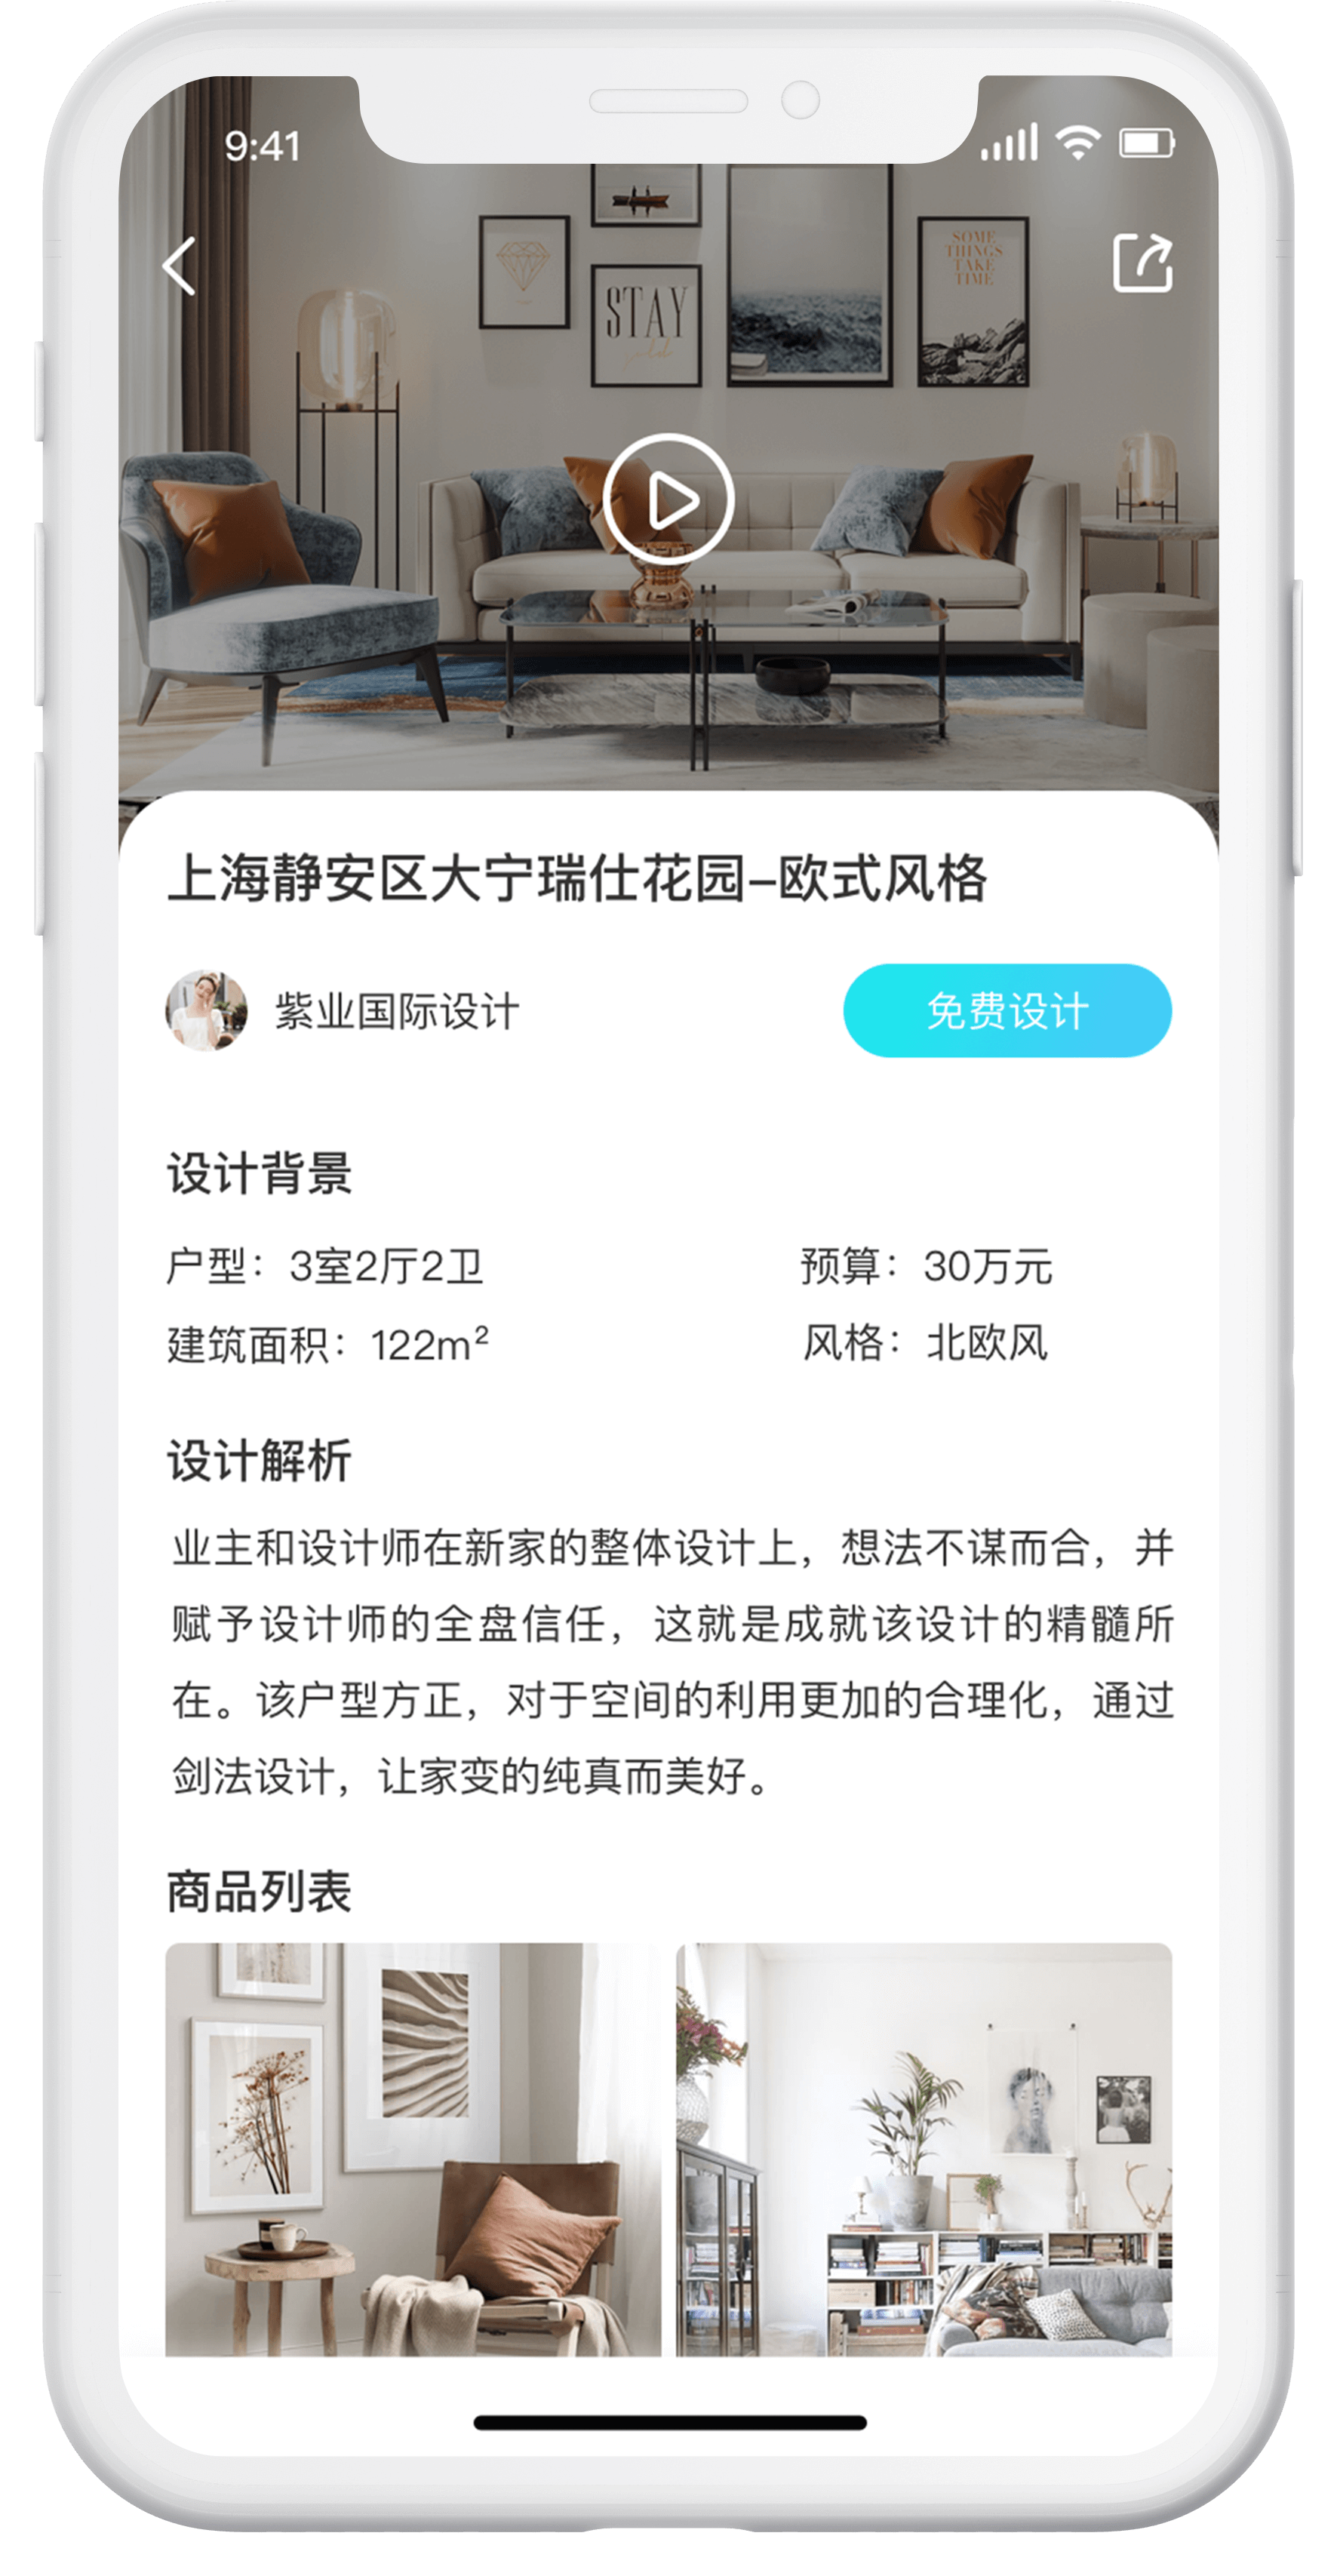 9:41
STAY
SOME
THINGS
TAKE
TIME
上海静安区大宁瑞仕花园–欧式风格
紫业国际设计
免费设计
设计背景
户型：3室2厅2卫
预算：30万元
建筑面积：122m²
风格：北欧风
设计解析
业主和设计师在新家的整体设计上，想法不谋而合，并
赋予设计师的全盘信任，这就是成就该设计的精髓所
在。该户型方正，对于空间的利用更加的合理化，通过
剑法设计，让家变的纯真而美好。
商品列表